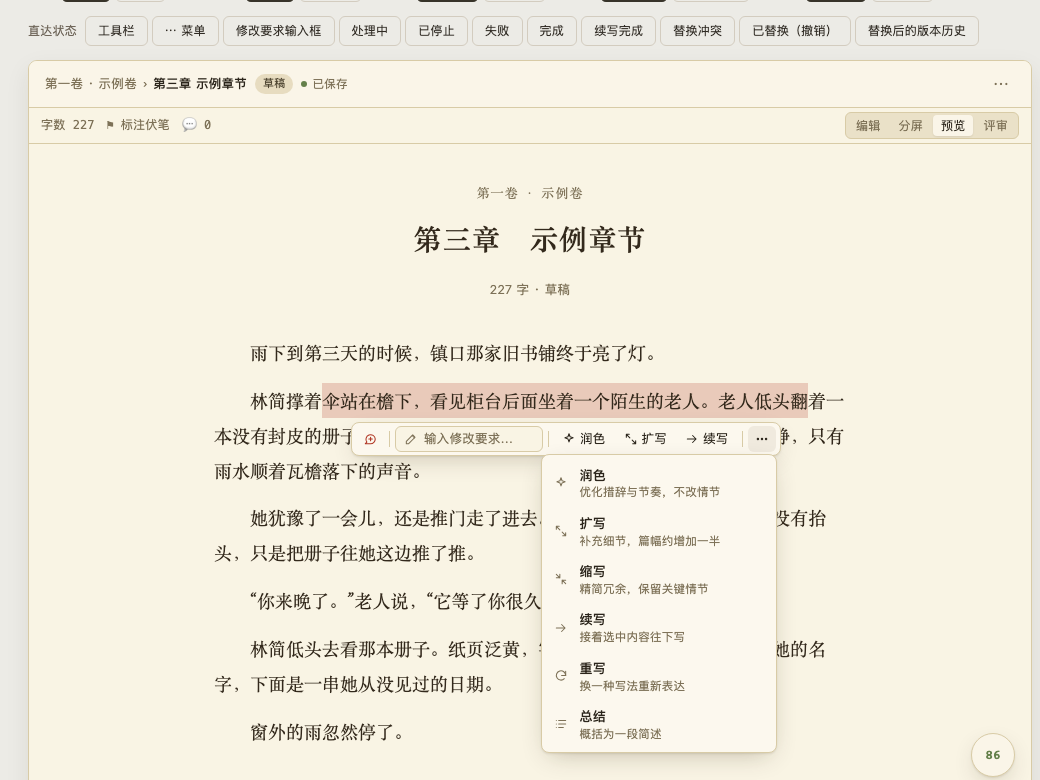 直达状态 工具栏 ··· 菜单 修改要求输入框 处理中 已停止 失败 完成 续写完成 替换冲突 已替换（撤销） 替换后的版本历史
第一卷 · 示例卷 › 第三章 示例章节 草稿 已保存 ···
字数 227 标注伏笔 0 编辑 分屏 预览 评审
第一卷 · 示例卷
第三章　示例章节
227 字 · 草稿
雨下到第三天的时候，镇口那家旧书铺终于亮了灯。
林简撑着伞站在檐下，看见柜台后面坐着一个陌生的老人。老人低头翻着一
本没有封皮的册子 静，只有
输入修改要求… 润色 扩写 续写 ···
雨水顺着瓦檐落下的声音。
润色
优化措辞与节奏，不改情节
她犹豫了一会儿，还是推门走了进去。 没有抬
扩写
补充细节，篇幅约增加一半
头，只是把册子往她这边推了推。
缩写
精简冗余，保留关键情节
“你来晚了。”老人说，“它等了你很久
续写
接着选中内容往下写
林简低头去看那本册子。纸页泛黄， 她的名
重写
换一种写法重新表达
字，下面是一串她从没见过的日期。
总结
概括为一段简述
窗外的雨忽然停了。
86